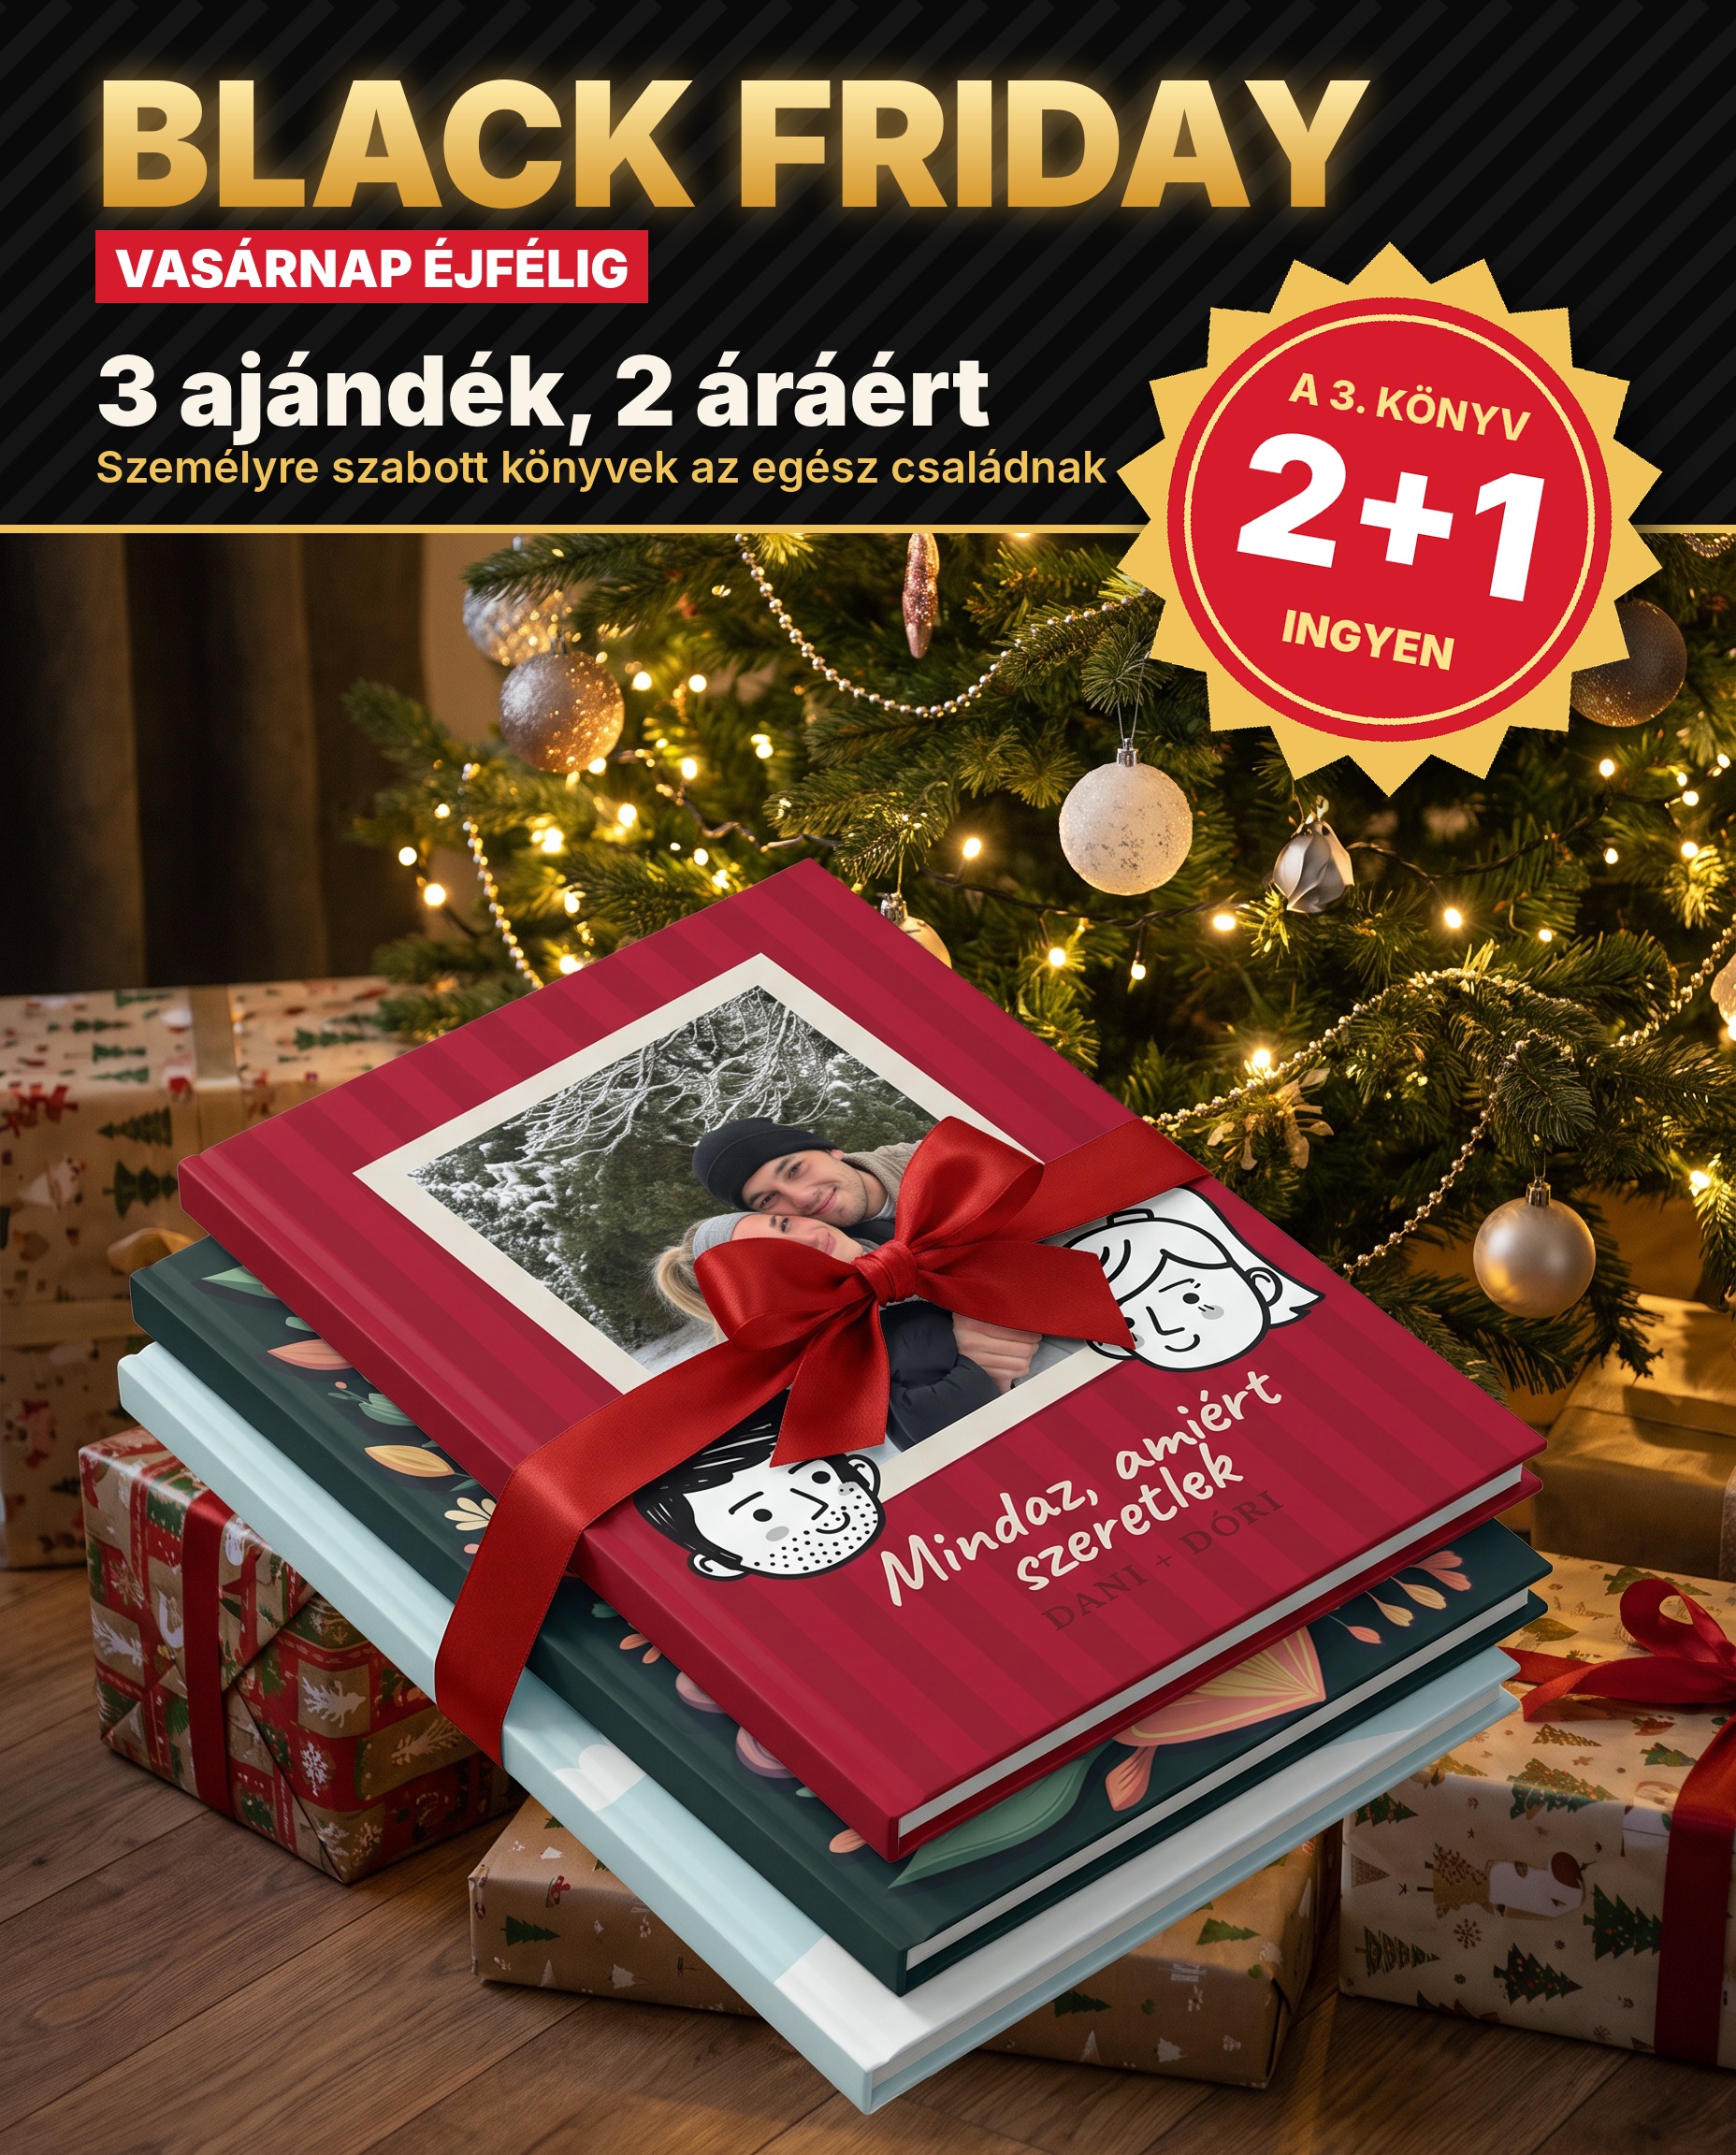 BLACK FRIDAY
VASÁRNAP ÉJFÉLIG
3 ajándék, 2 áráért
Személyre szabott könyvek az egész családnak
A 3. KÖNYV
2+1
INGYEN
Mindaz, amiért
szeretlek
DANI + DÓRI